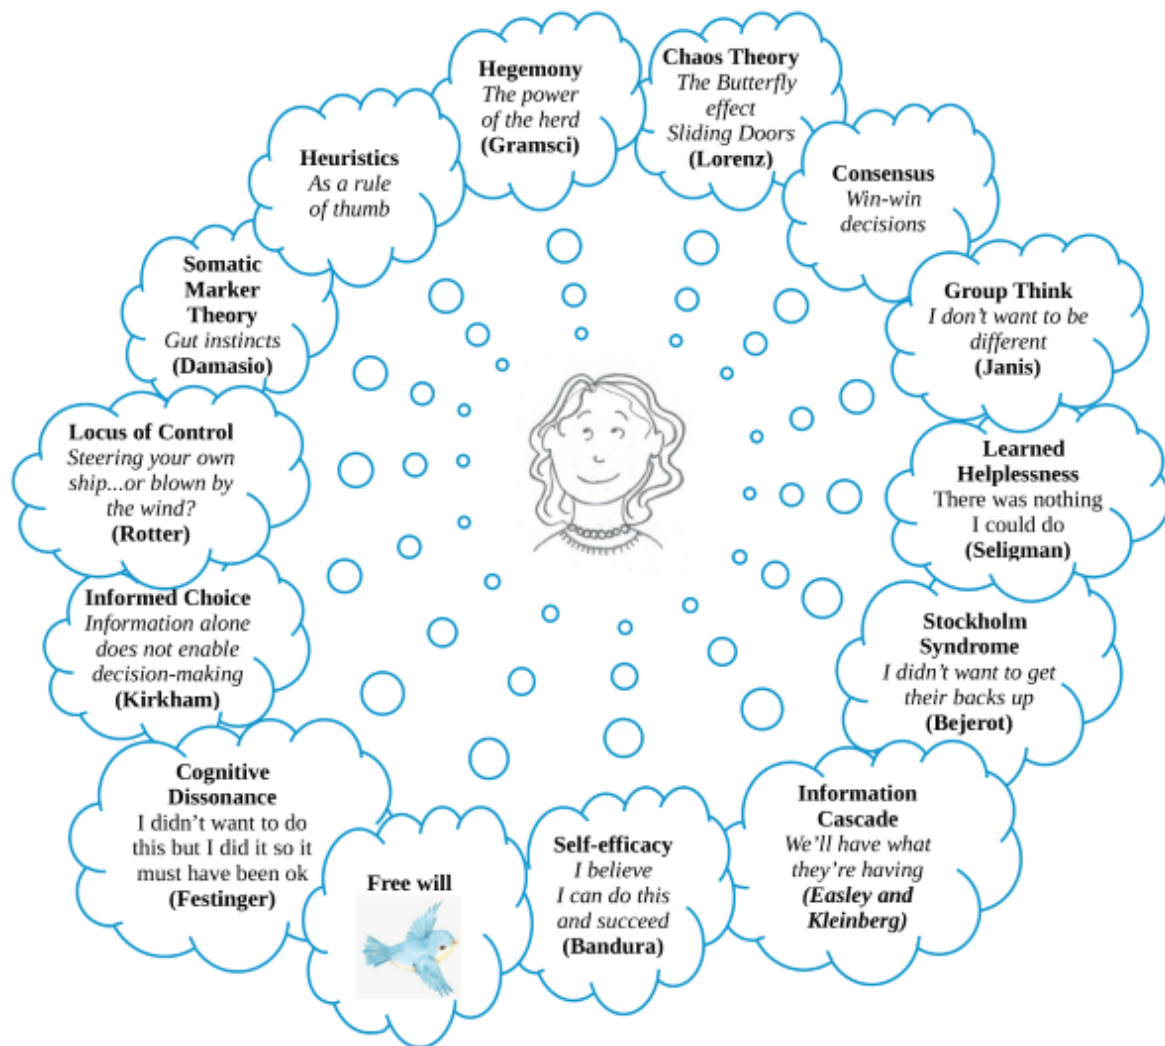 Hegemony
The power
of the herd
(Gramsci)
Chaos Theory
The Butterfly
effect
Sliding Doors
(Lorenz)
Consensus
Win-win
decisions
Group Think
I don't want to be
different
(Janis)
Learned
Helplessness
There was nothing
I could do
(Seligman)
Stockholm
Syndrome
I didn't want to get
their backs up
(Bejerot)
Information
Cascade
We'll have what
they're having
(Easley and
Kleinberg)
Self-efficacy
I believe
I can do this
and succeed
(Bandura)
Free will
Cognitive
Dissonance
I didn't want to do
this but I did it so it
must have been ok
(Festinger)
Informed Choice
Information alone
does not enable
decision-making
(Kirkham)
Locus of Control
Steering your own
ship...or blown by
the wind?
(Rotter)
Somatic
Marker
Theory
Gut instincts
(Damasio)
Heuristics
As a rule
of thumb